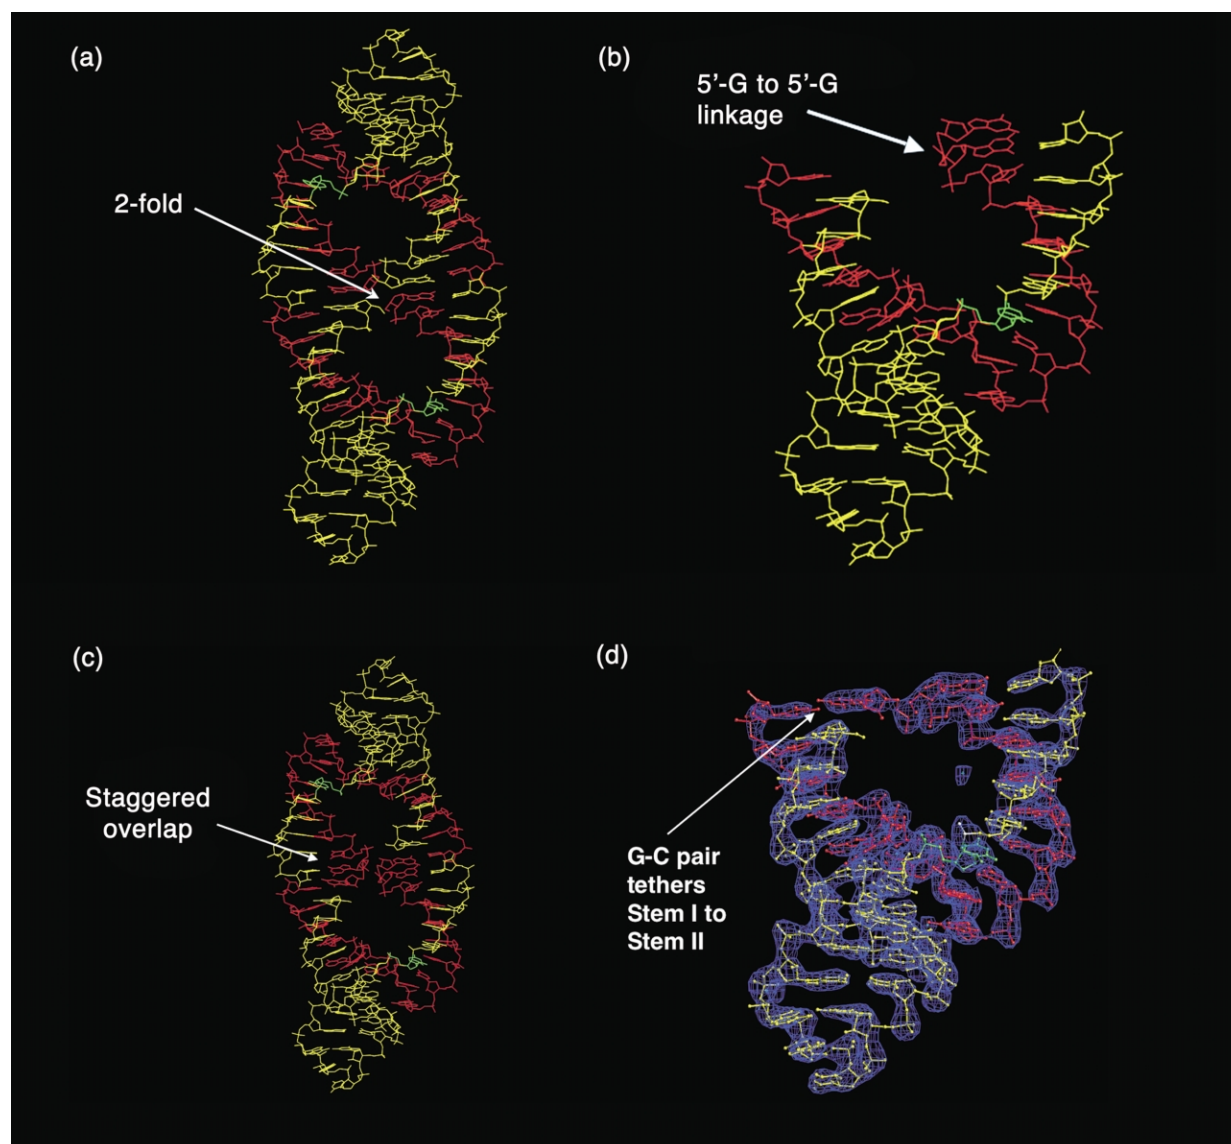 (a)
2-fold
(b)
5’-G to 5’-G
linkage
(c)
Staggered
overlap
(d)
G-C pair
tethers
Stem I to
Stem II